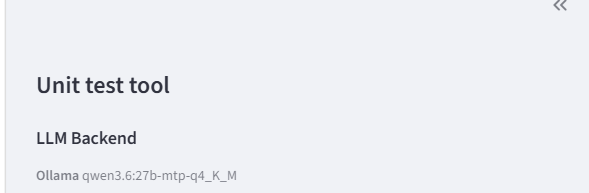 Unit test tool
LLM Backend
Ollama qwen3.6:27b-mtp-q4_K_M